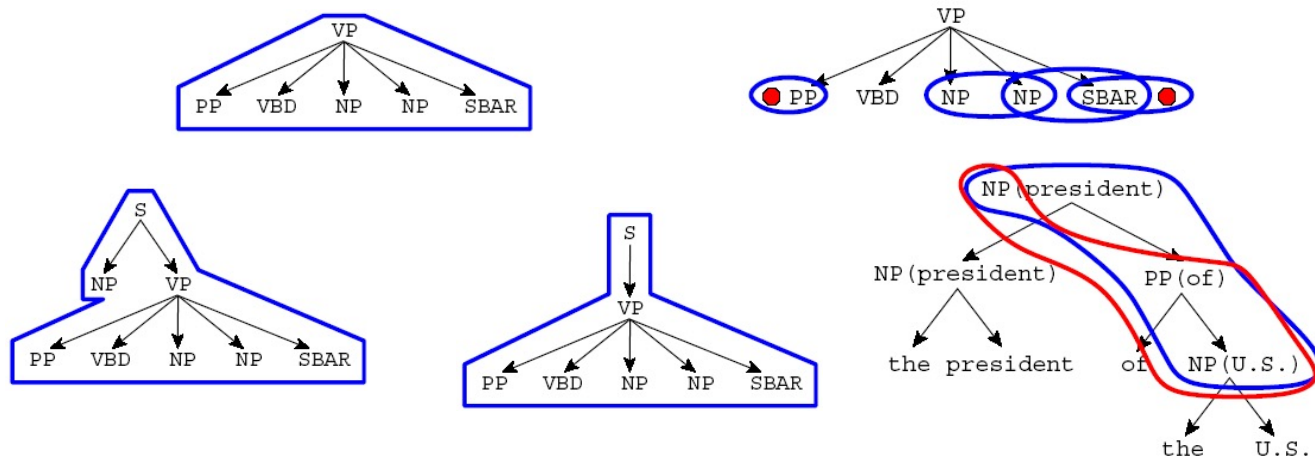 VP
PP VBD NP NP SBAR
VP
PP VBD NP NP SBAR
S
NP VP
PP VBD NP NP SBAR
S
VP
PP VBD NP NP SBAR
NP(president)
NP(president) PP(of)
the president of NP(U.S.)
the U.S.